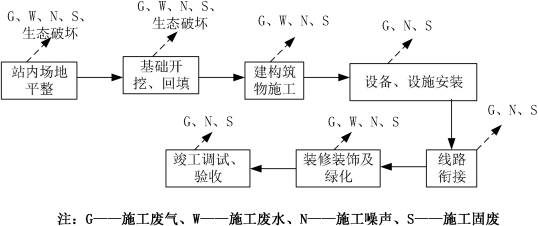 G、W、N、S、
生态破坏
G、W、N、S、
生态破坏
G、W、N、S
G、N、S
站内场地
平整
基础开
挖、回填
建构筑
物施工
设备、设施安装
G、N、S
G、W、N、S
G、N、S
竣工调试、
验收
装修装饰及
绿化
线路
衔接
注：G——施工废气、W——施工废水、N——施工噪声、S——施工固废